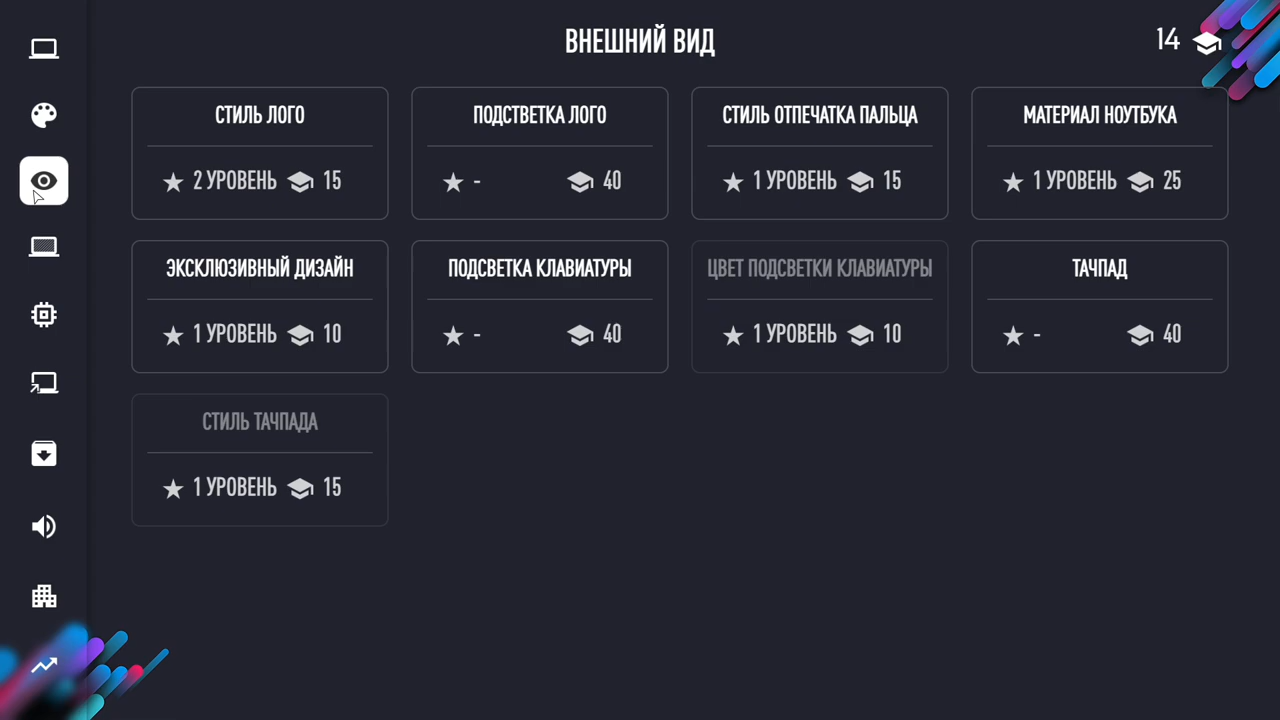 ВНЕШНИЙ ВИД
14
СТИЛЬ ЛОГО
2 УРОВЕНЬ 15
ПОДСТВЕТКА ЛОГО
- 40
СТИЛЬ ОТПЕЧАТКА ПАЛЬЦА
1 УРОВЕНЬ 15
МАТЕРИАЛ НОУТБУКА
1 УРОВЕНЬ 25
ЭКСКЛЮЗИВНЫЙ ДИЗАЙН
1 УРОВЕНЬ 10
ПОДСВЕТКА КЛАВИАТУРЫ
- 40
ЦВЕТ ПОДСВЕТКИ КЛАВИАТУРЫ
1 УРОВЕНЬ 10
ТАЧПАД
- 40
СТИЛЬ ТАЧПАДА
1 УРОВЕНЬ 15